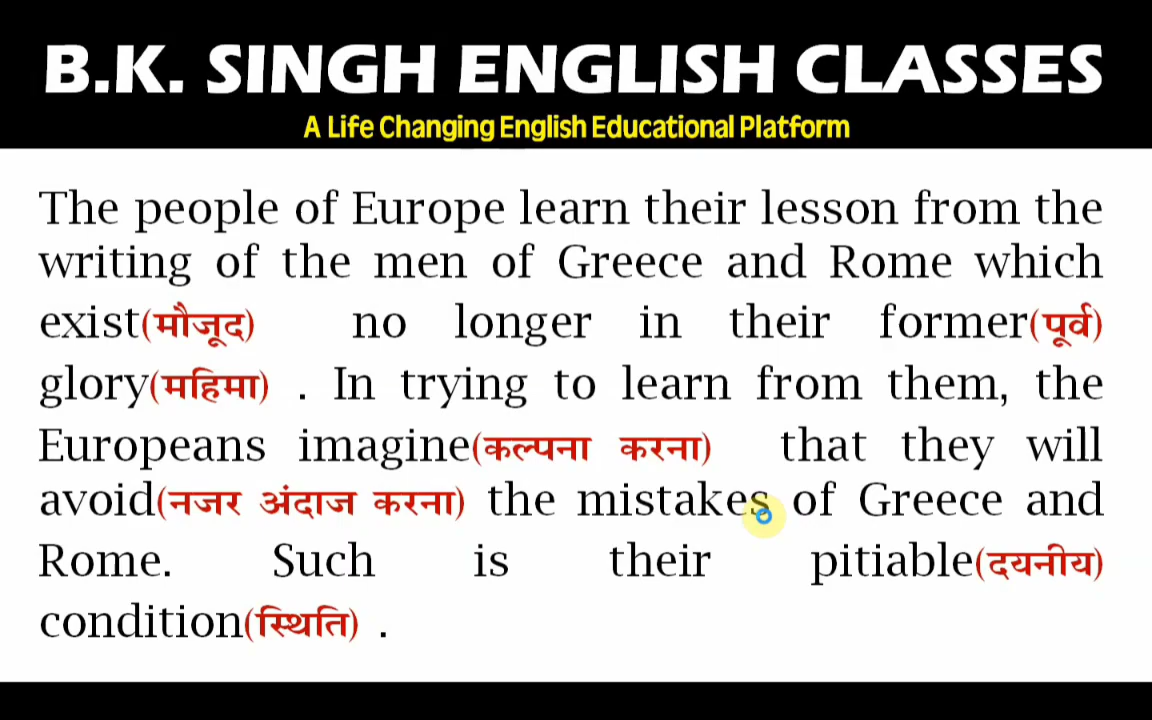 B.K. SINGH ENGLISH CLASSES
A Life Changing English Educational Platform
The people of Europe learn their lesson from the
writing of the men of Greece and Rome which
exist(मौजूद) no longer in their former(पूर्व)
glory(महिमा) . In trying to learn from them, the
Europeans imagine(कल्पना करना) that they will
avoid(नजर अंदाज करना) the mistakes of Greece and
Rome. Such is their pitiable(दयनीय)
condition(स्थिति) .